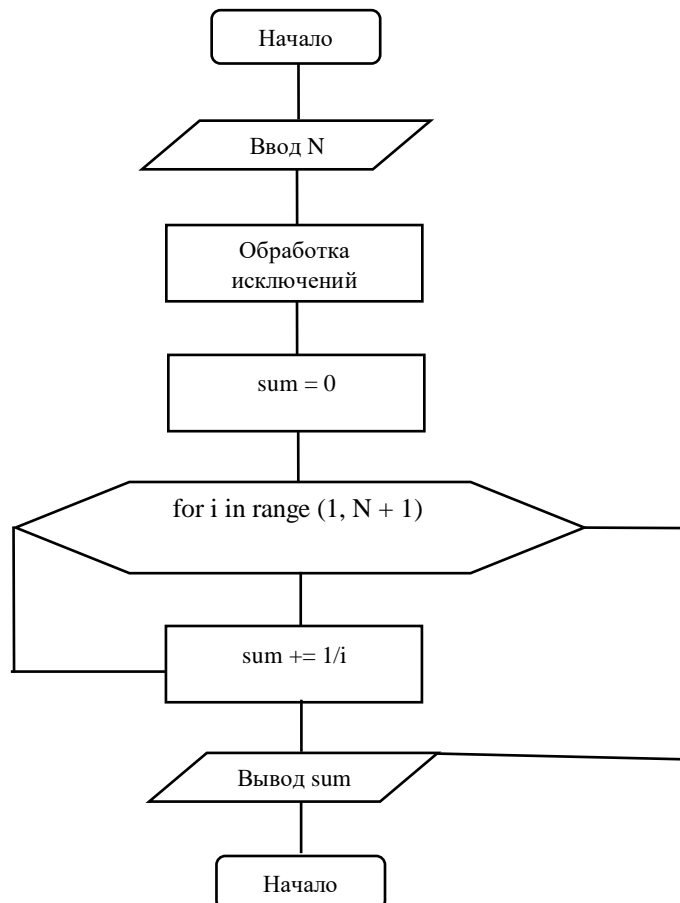 Начало
Ввод N
Обработка
исключений
sum = 0
for i in range (1, N + 1)
sum += 1/i
Вывод sum
Начало